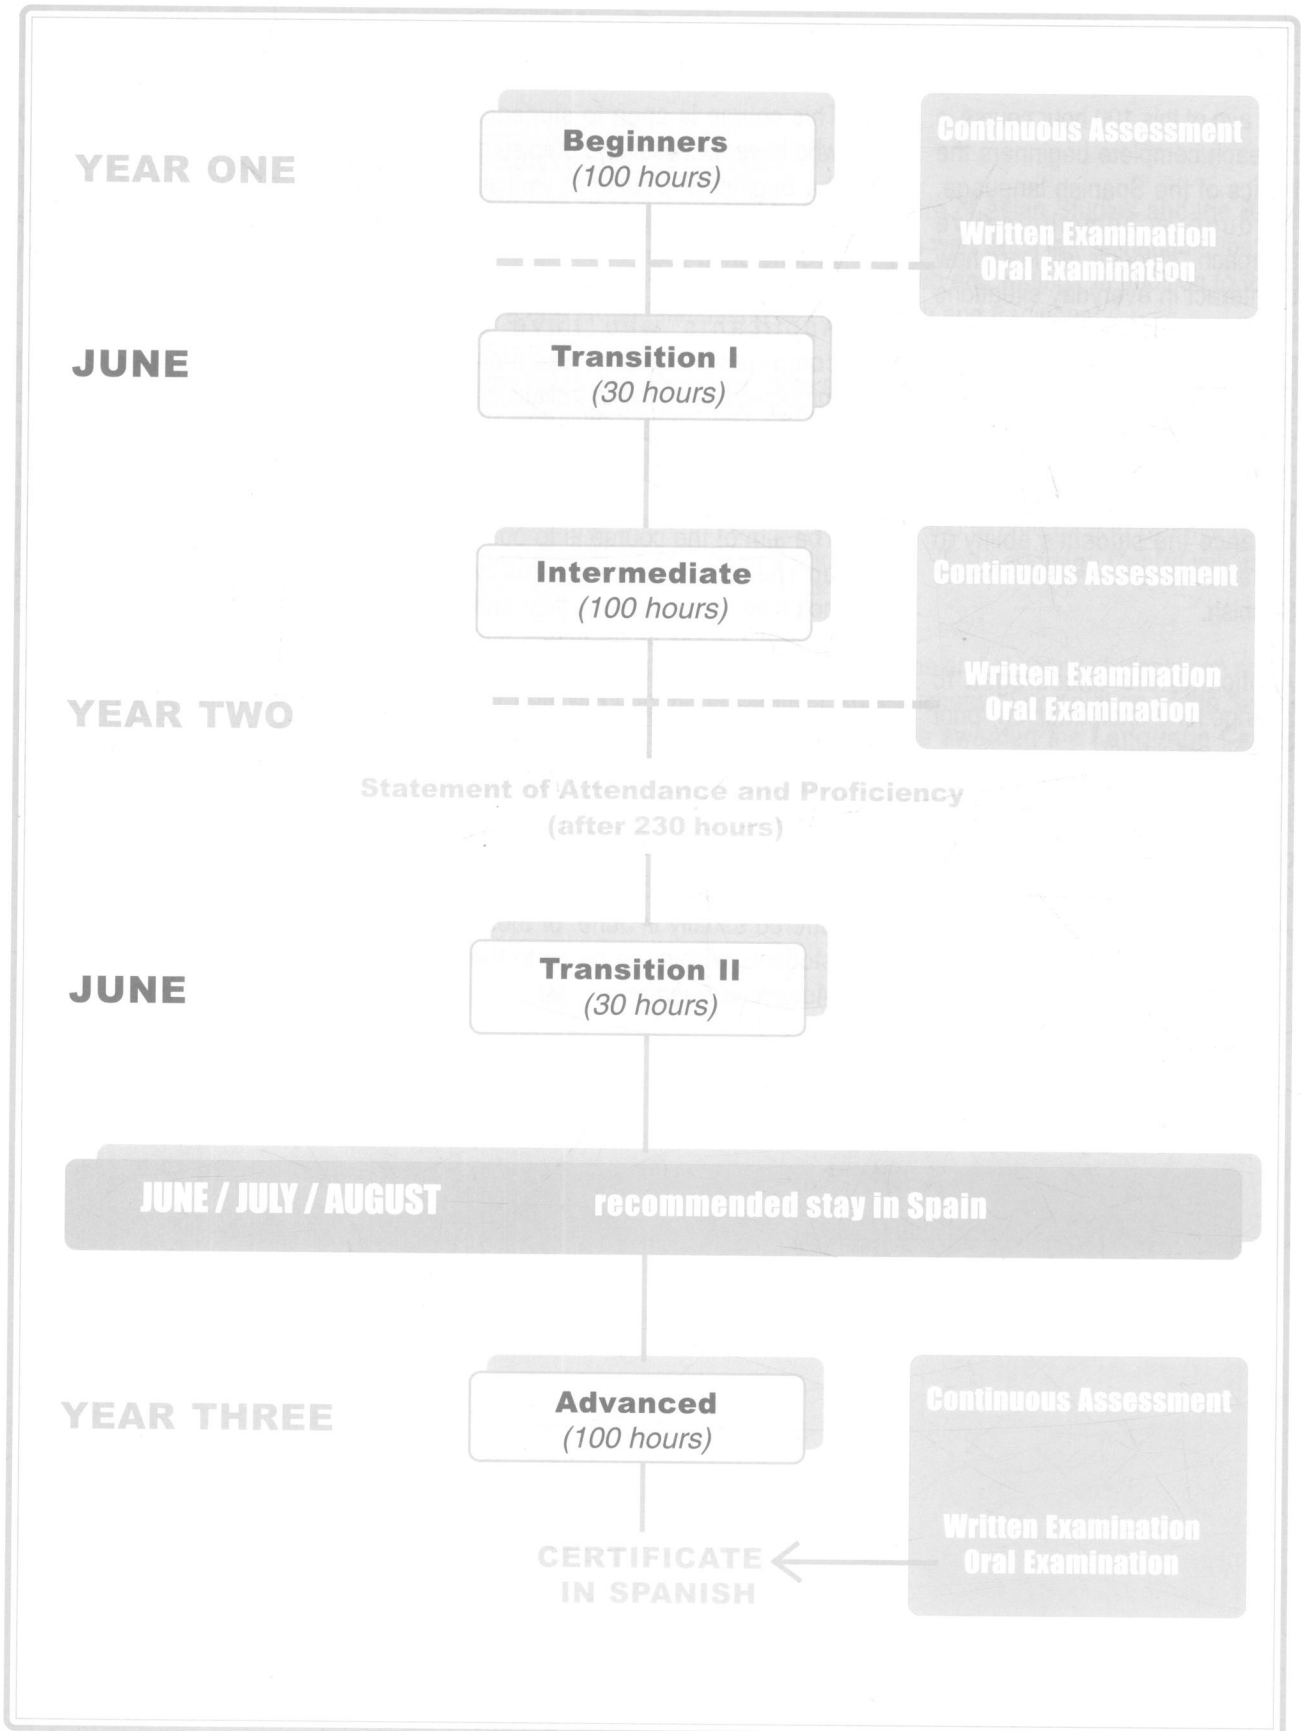 Beginners
(100 hours)
Continuous Assessment
YEAR ONE
Written Examination
Oral Examination
JUNE
Transition I
(30 hours)
Intermediate
(100 hours)
Continuous Assessment
Written Examination
Oral Examination
YEAR TWO
Statement of Attendance and Proficiency
(after 230 hours)
JUNE
Transition II
(30 hours)
JUNE / JULY / AUGUST recommended stay in Spain
YEAR THREE
Advanced
(100 hours)
Continuous Assessment
Written Examination
Oral Examination
CERTIFICATE
IN SPANISH